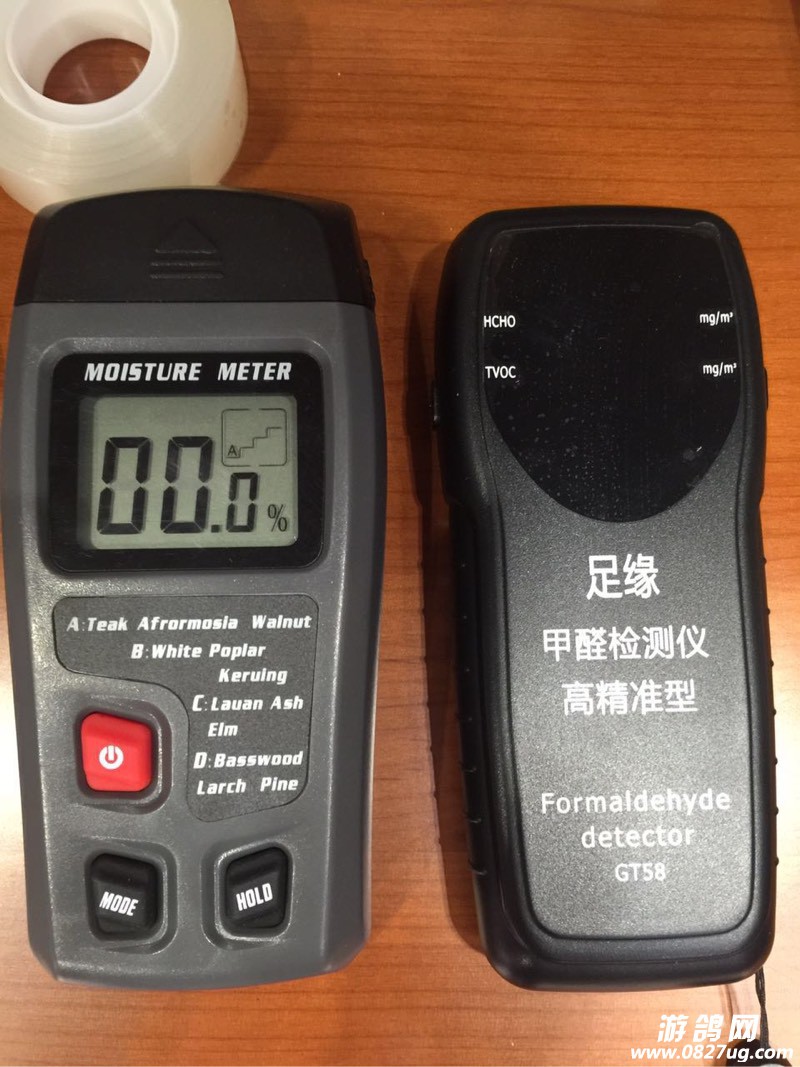 MOISTURE METER
A
00.0%
A:Teak Afrormosia Walnut
B:White Poplar
Keruing
C:Lauan Ash
Elm
D:Basswood
Larch Pine
MODE
HOLD
HCHO mg/m³
TVOC mg/m³
足缘
甲醛检测仪
高精准型
Formaldehyde
detector
GT58
游鸽网
www.0827ug.com